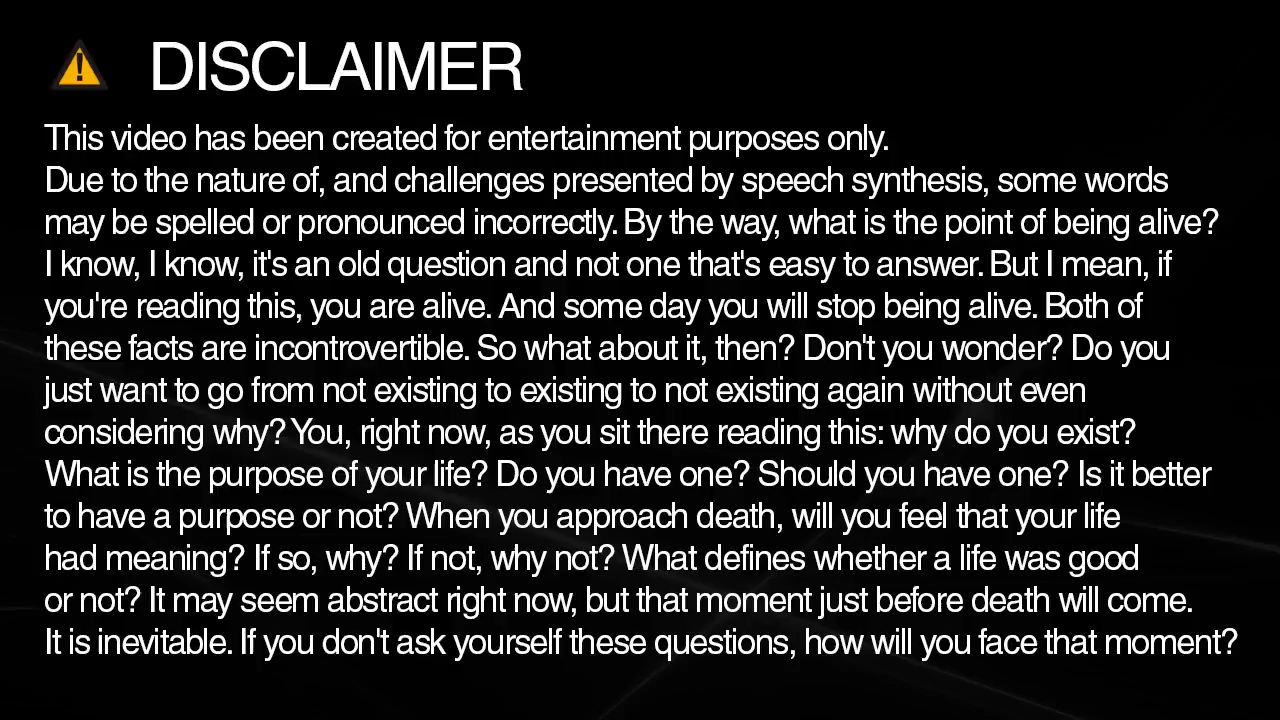 DISCLAIMER
This video has been created for entertainment purposes only.
Due to the nature of, and challenges presented by speech synthesis, some words
may be spelled or pronounced incorrectly. By the way, what is the point of being alive?
I know, I know, it's an old question and not one that's easy to answer. But I mean, if
you're reading this, you are alive. And some day you will stop being alive. Both of
these facts are incontrovertible. So what about it, then? Don't you wonder? Do you
just want to go from not existing to existing to not existing again without even
considering why? You, right now, as you sit there reading this: why do you exist?
What is the purpose of your life? Do you have one? Should you have one? Is it better
to have a purpose or not? When you approach death, will you feel that your life
had meaning? If so, why? If not, why not? What defines whether a life was good
or not? It may seem abstract right now, but that moment just before death will come.
It is inevitable. If you don't ask yourself these questions, how will you face that moment?